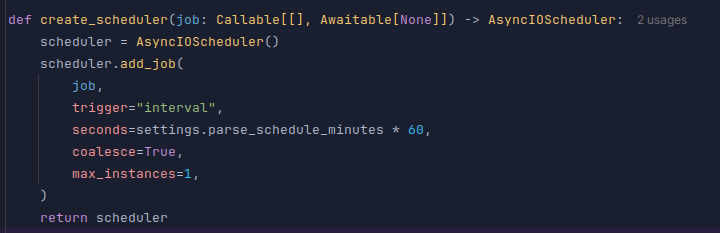 def create_scheduler(job: Callable[[], Awaitable[None]]) -> AsyncIOScheduler: 2 usages
    scheduler = AsyncIOScheduler()
    scheduler.add_job(
        job,
        trigger="interval",
        seconds=settings.parse_schedule_minutes * 60,
        coalesce=True,
        max_instances=1,
    )
    return scheduler